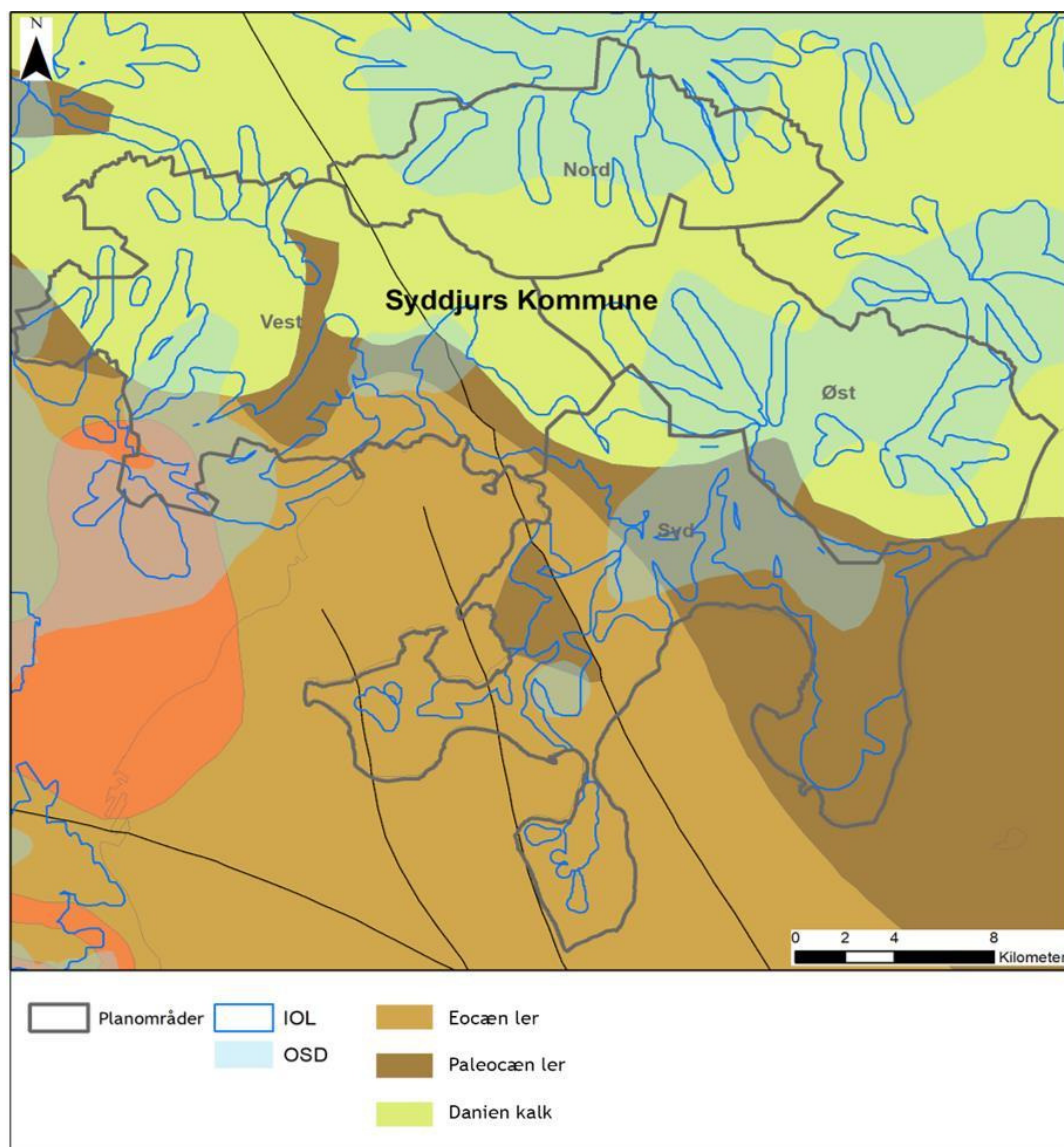 N
Nord
Syddjurs Kommune
Vest
Øst
Syd
0 2 4 8
Kilometer
Planområder
IOL
OSD
Eocæn ler
Paleocæn ler
Danien kalk